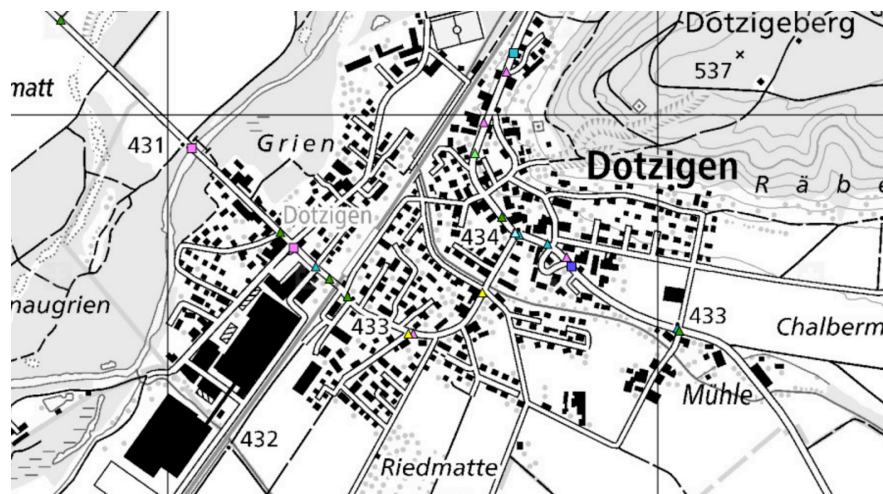 Dotzigeberg
537
matt
431
Grien
Dotzigen
Räbe
Dotzigen
434
naugrien
433
433
Chalberm
Mühle
432
Riedmatte